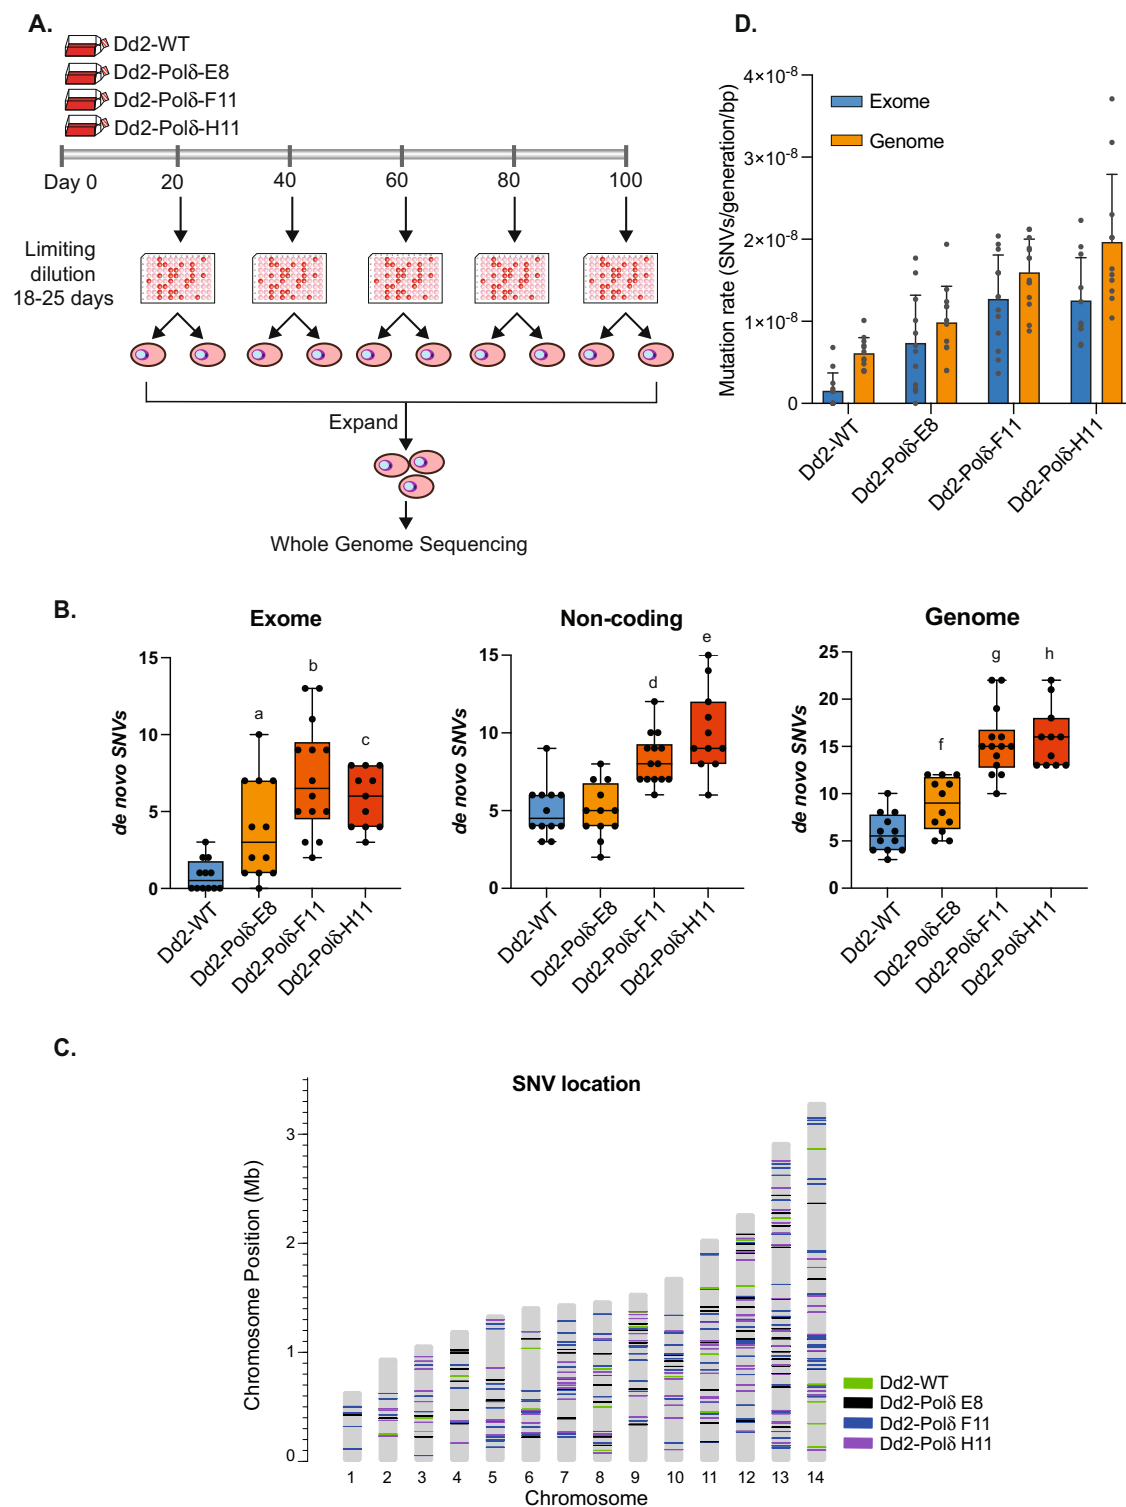 A.
Dd2-WT
Dd2-Polδ-E8
Dd2-Polδ-F11
Dd2-Polδ-H11
Day 0 20 40 60 80 100
Limiting
dilution
18-25 days
Expand
Whole Genome Sequencing
D.
Mutation rate (SNVs/generation/bp)
4×10-8
3×10-8
2×10-8
1×10-8
0
Exome
Genome
Dd2-WT
Dd2-Polδ-E8
Dd2-Polδ-F11
Dd2-Polδ-H11
B.
Exome
de novo SNVs
15
10
5
0
a
b
c
Dd2-WT
Dd2-Polδ-E8
Dd2-Polδ-F11
Dd2-Polδ-H11
Non-coding
de novo SNVs
15
10
5
0
d
e
Dd2-WT
Dd2-Polδ-E8
Dd2-Polδ-F11
Dd2-Polδ-H11
Genome
de novo SNVs
25
20
15
10
5
0
f
g
h
Dd2-WT
Dd2-Polδ-E8
Dd2-Polδ-F11
Dd2-Polδ-H11
C.
SNV location
Chromosome Position (Mb)
3
2
1
0
1 2 3 4 5 6 7 8 9 10 11 12 13 14
Chromosome
Dd2-WT
Dd2-Polδ E8
Dd2-Polδ F11
Dd2-Polδ H11